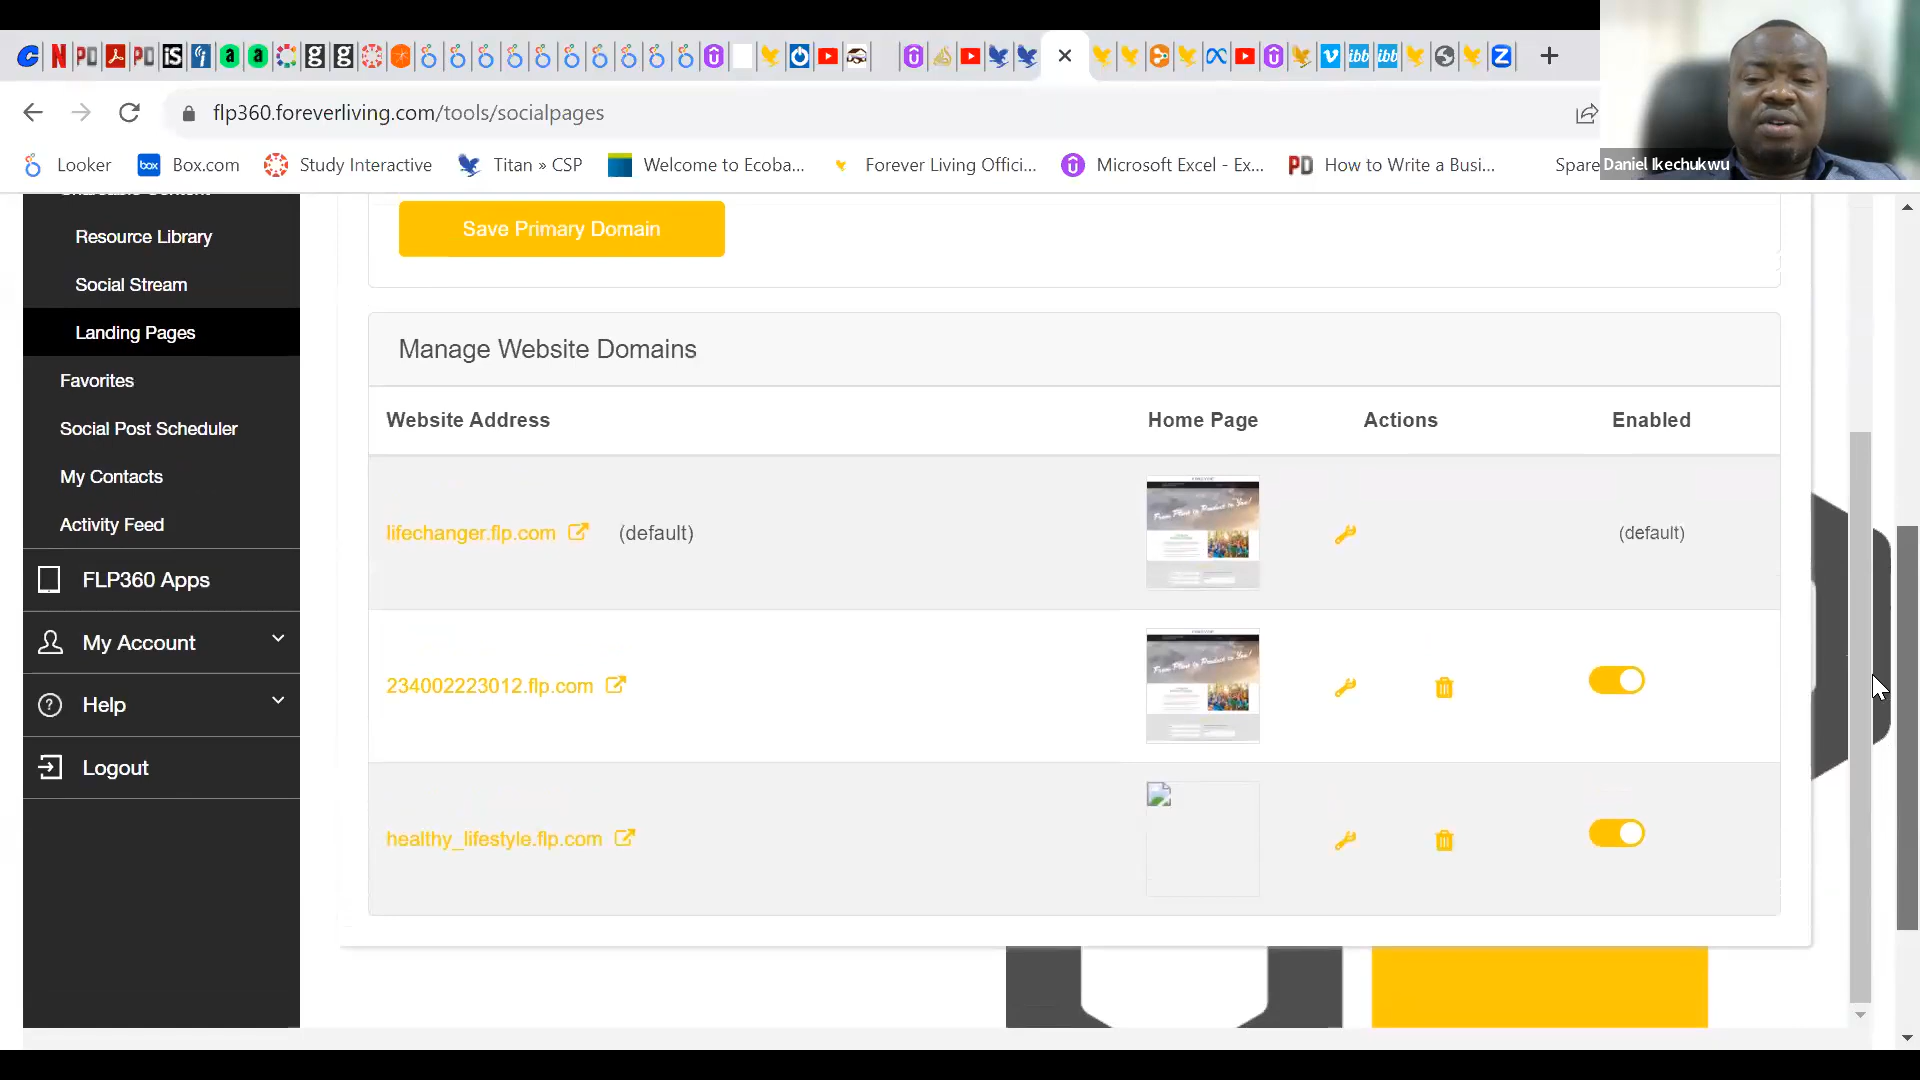 flp360.foreverliving.com/tools/socialpages
Looker
Box.com
Study Interactive
Titan » CSP
Welcome to Ecoba...
Forever Living Offici...
Microsoft Excel - Ex...
How to Write a Busi...
Spare
Daniel Ikechukwu
Resource Library
Social Stream
Landing Pages
Favorites
Social Post Scheduler
My Contacts
Activity Feed
FLP360 Apps
My Account
Help
Logout
Save Primary Domain
Manage Website Domains
Website Address Home Page Actions Enabled
lifechanger.flp.com (default) (default)
234002223012.flp.com
healthy_lifestyle.flp.com